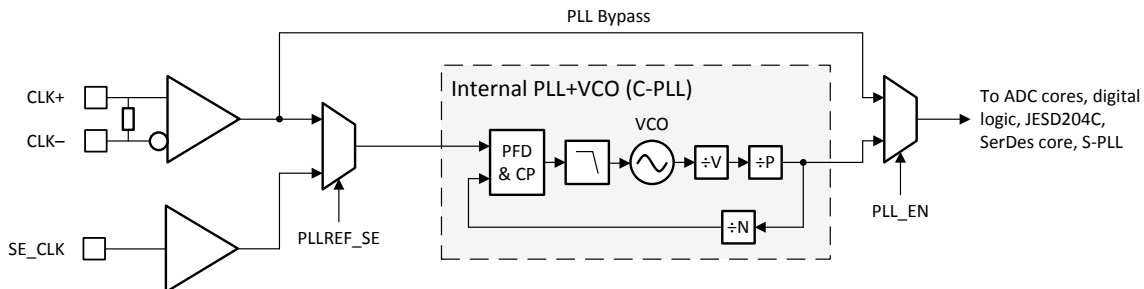 PLL Bypass
CLK+
CLK–
Internal PLL+VCO (C-PLL)
VCO
PFD
& CP
÷V
÷P
÷N
To ADC cores, digital
logic, JESD204C,
SerDes core, S-PLL
PLL_EN
PLLREF_SE
SE_CLK